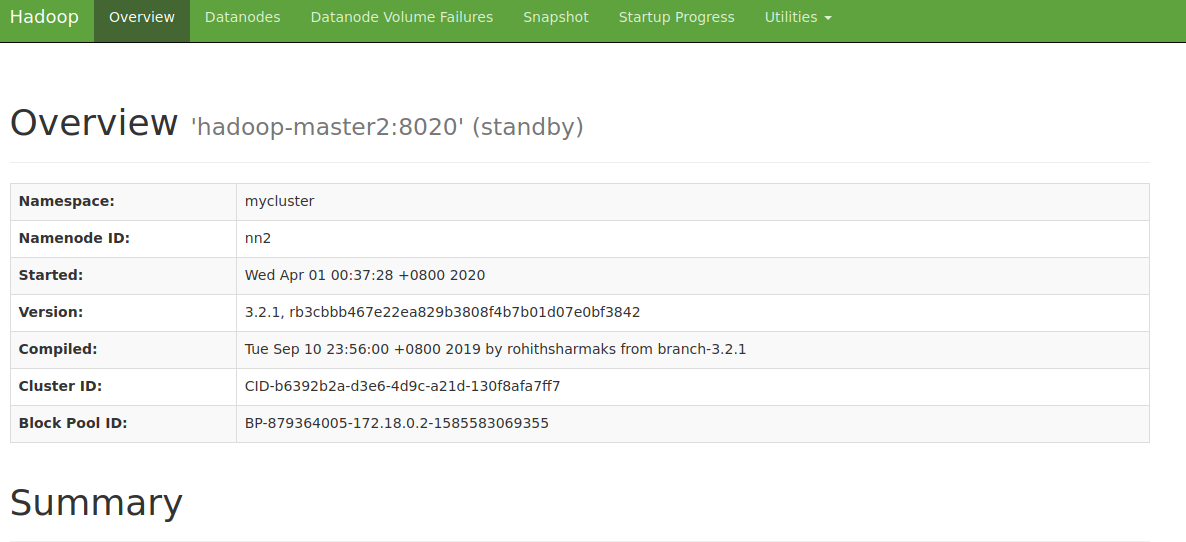 Hadoop Overview Datanodes Datanode Volume Failures Snapshot Startup Progress Utilities
Overview 'hadoop-master2:8020' (standby)
Namespace: mycluster
Namenode ID: nn2
Started: Wed Apr 01 00:37:28 +0800 2020
Version: 3.2.1, rb3cbbb467e22ea829b3808f4b7b01d07e0bf3842
Compiled: Tue Sep 10 23:56:00 +0800 2019 by rohithsharmaks from branch-3.2.1
Cluster ID: CID-b6392b2a-d3e6-4d9c-a21d-130f8afa7ff7
Block Pool ID: BP-879364005-172.18.0.2-1585583069355
Summary